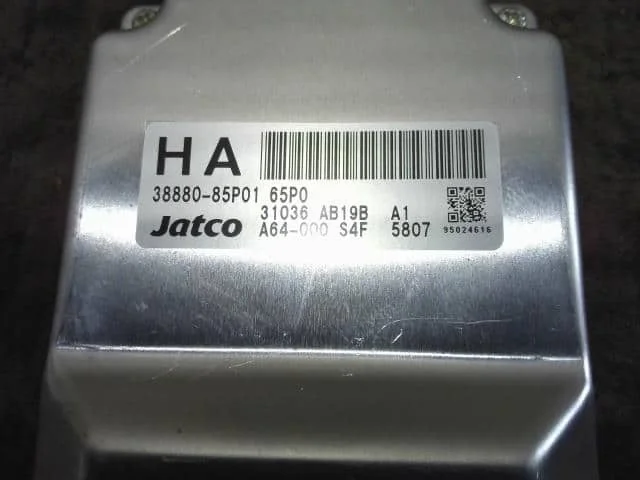 HA
38880-85P01 65P0
31036 AB19B A1
Jatco A64-000 S4F 5807
95024616